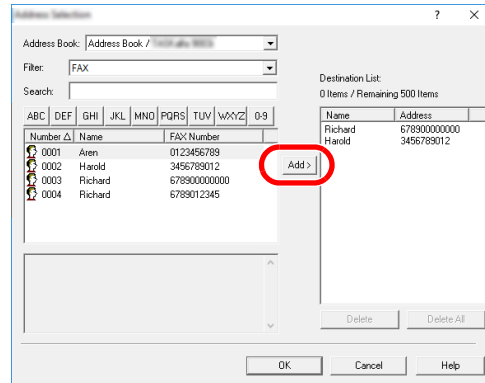 Address Selection
? X
Address Book: Address Book /
Filter: FAX
Search:
Destination List:
0 Items / Remaining 500 Items
ABC DEF GHI JKL MNO PQRS TUV WXYZ 0-9
Number Name FAX Number
0001 Aren 0123456789
0002 Harold 3456789012
0003 Richard 678900000000
0004 Richard 6789012345
Add >
Name Address
Richard 678900000000
Harold 3456789012
Delete Delete All
OK Cancel Help